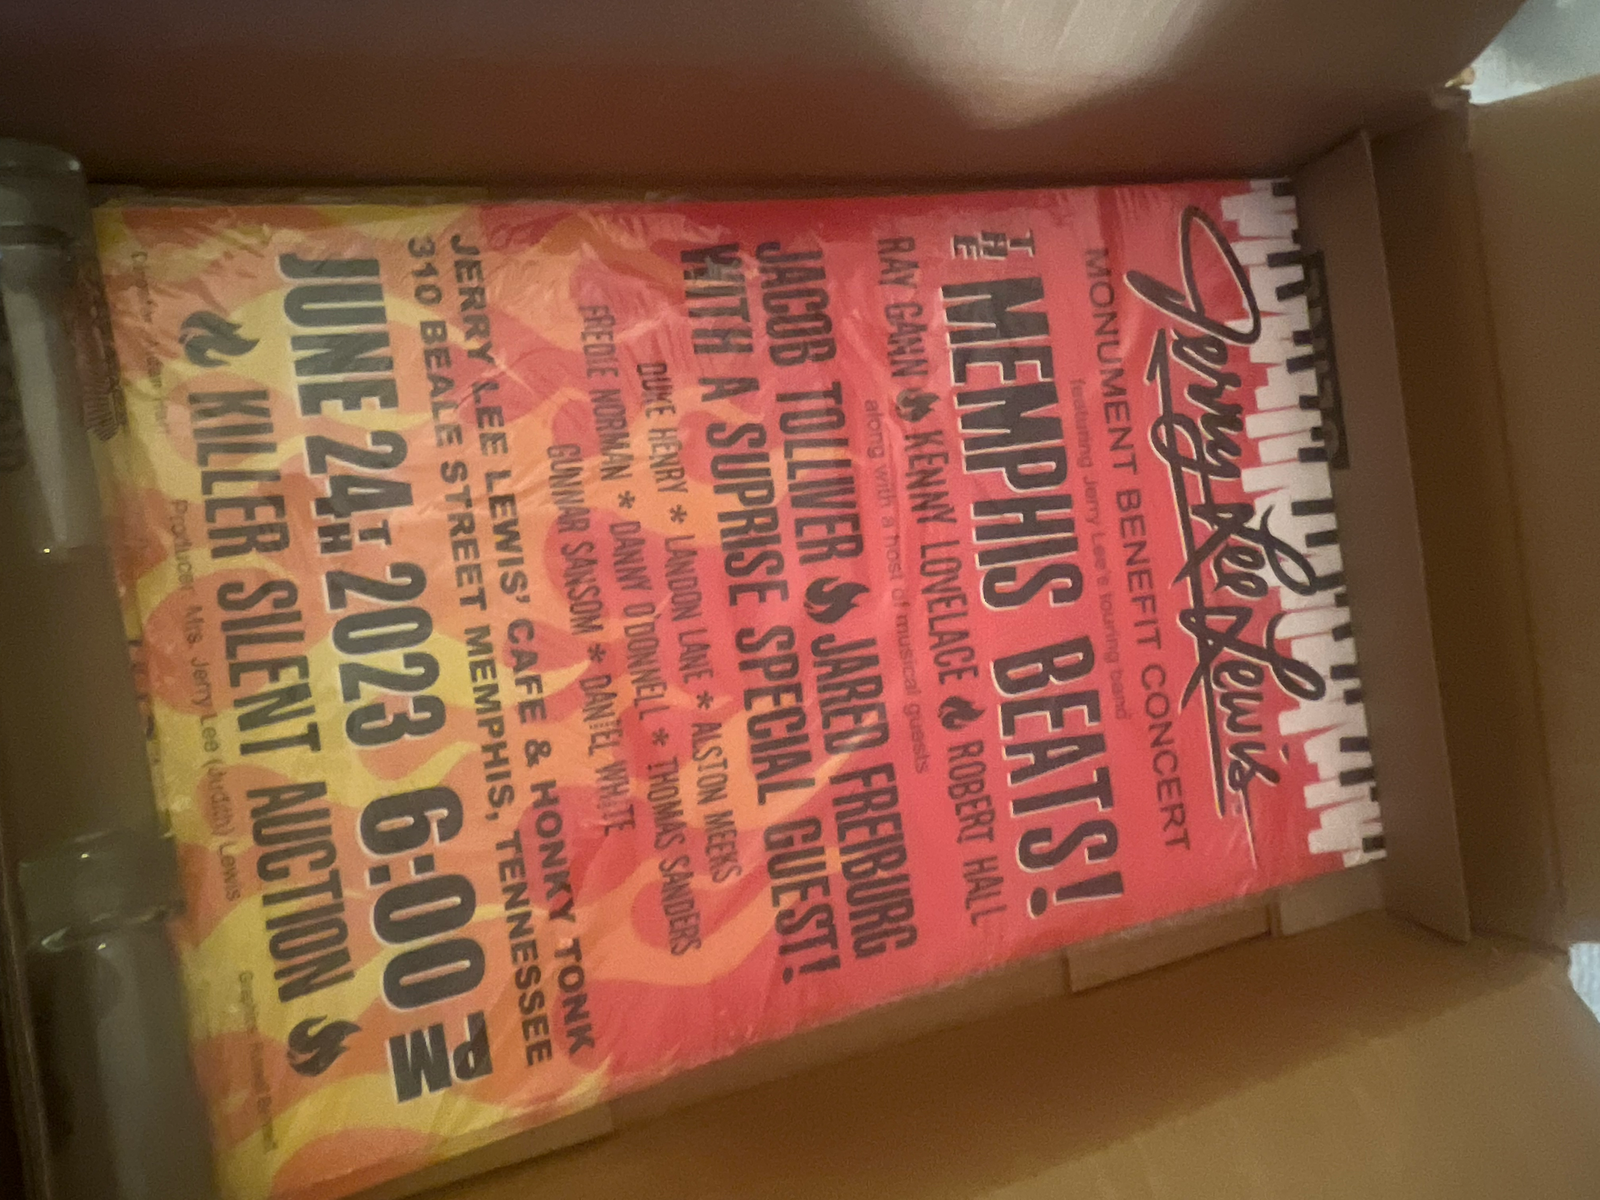 Jerry Lee Lewis
MONUMENT BENEFIT CONCERT
featuring Jerry Lee's touring band
THE MEMPHIS BEATS!
RAY GANN KENNY LOVELACE ROBERT HALL
along with a host of musical guests
JACOB TOLLIVER JARED FREIBURG
WITH A SUPRISE SPECIAL GUEST!
DUKE HENRY * LANDON LANE * ALSTON MEEKS
FREDIE NORMAN * DANNY O'DONNELL * THOMAS SANDERS
GUNNAR SANSOM * DANIEL WHITE
JERRY LEE LEWIS' CAFE & HONKY TONK
310 BEALE STREET MEMPHIS, TENNESSEE
JUNE 24TH 2023 6:00 PM
KILLER SILENT AUCTION
Producer: Mrs. Jerry Lee (Judith) Lewis